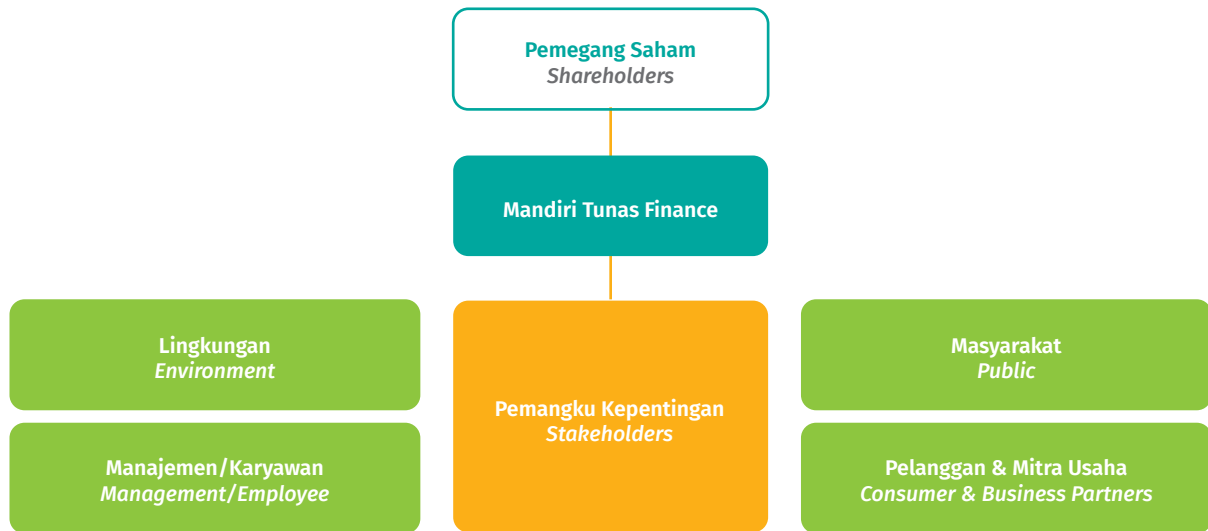 Pemegang Saham
Shareholders
Mandiri Tunas Finance
Lingkungan
Environment
Manajemen/Karyawan
Management/Employee
Pemangku Kepentingan
Stakeholders
Masyarakat
Public
Pelanggan & Mitra Usaha
Consumer & Business Partners